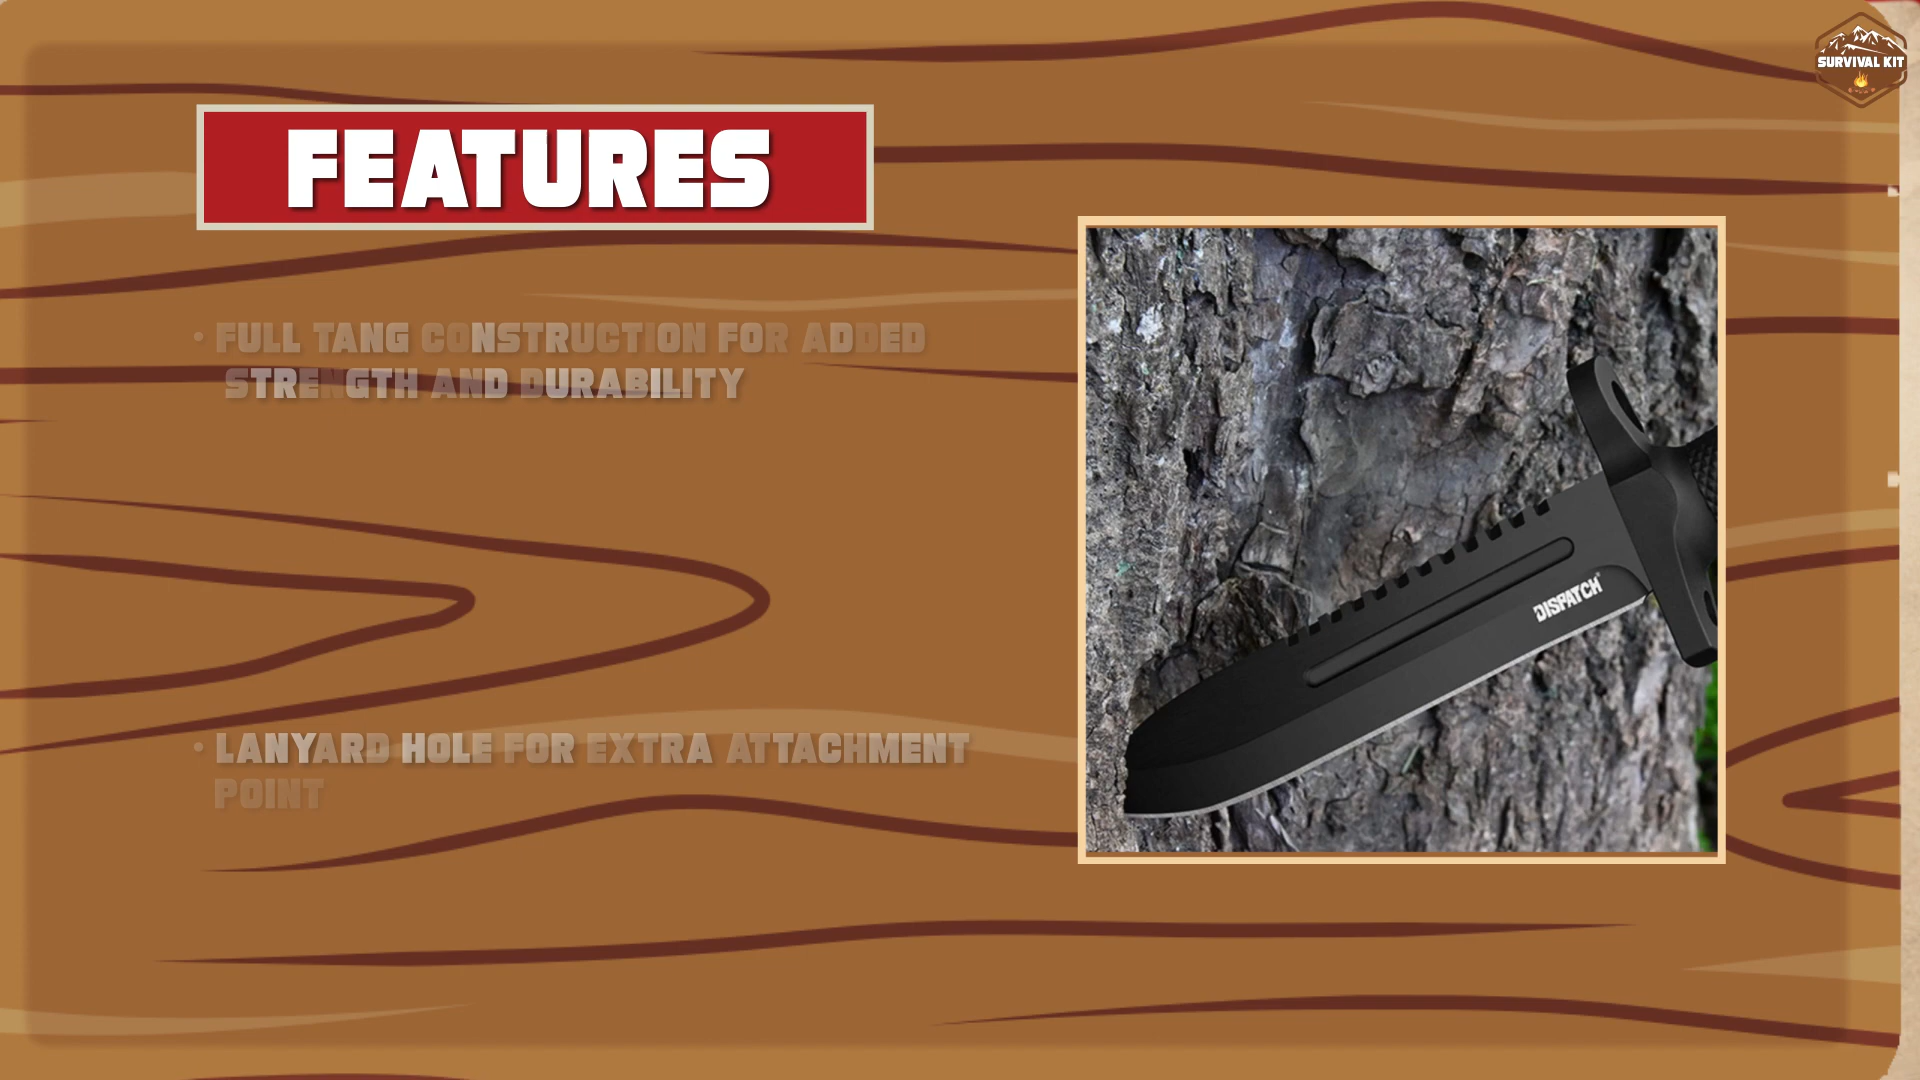 SURVIVAL KIT
FEATURES
• FULL TANG CONSTRUCTION FOR ADDED
STRENGTH AND DURABILITY
DISPATCH
• LANYARD HOLE FOR EXTRA ATTACHMENT
POINT